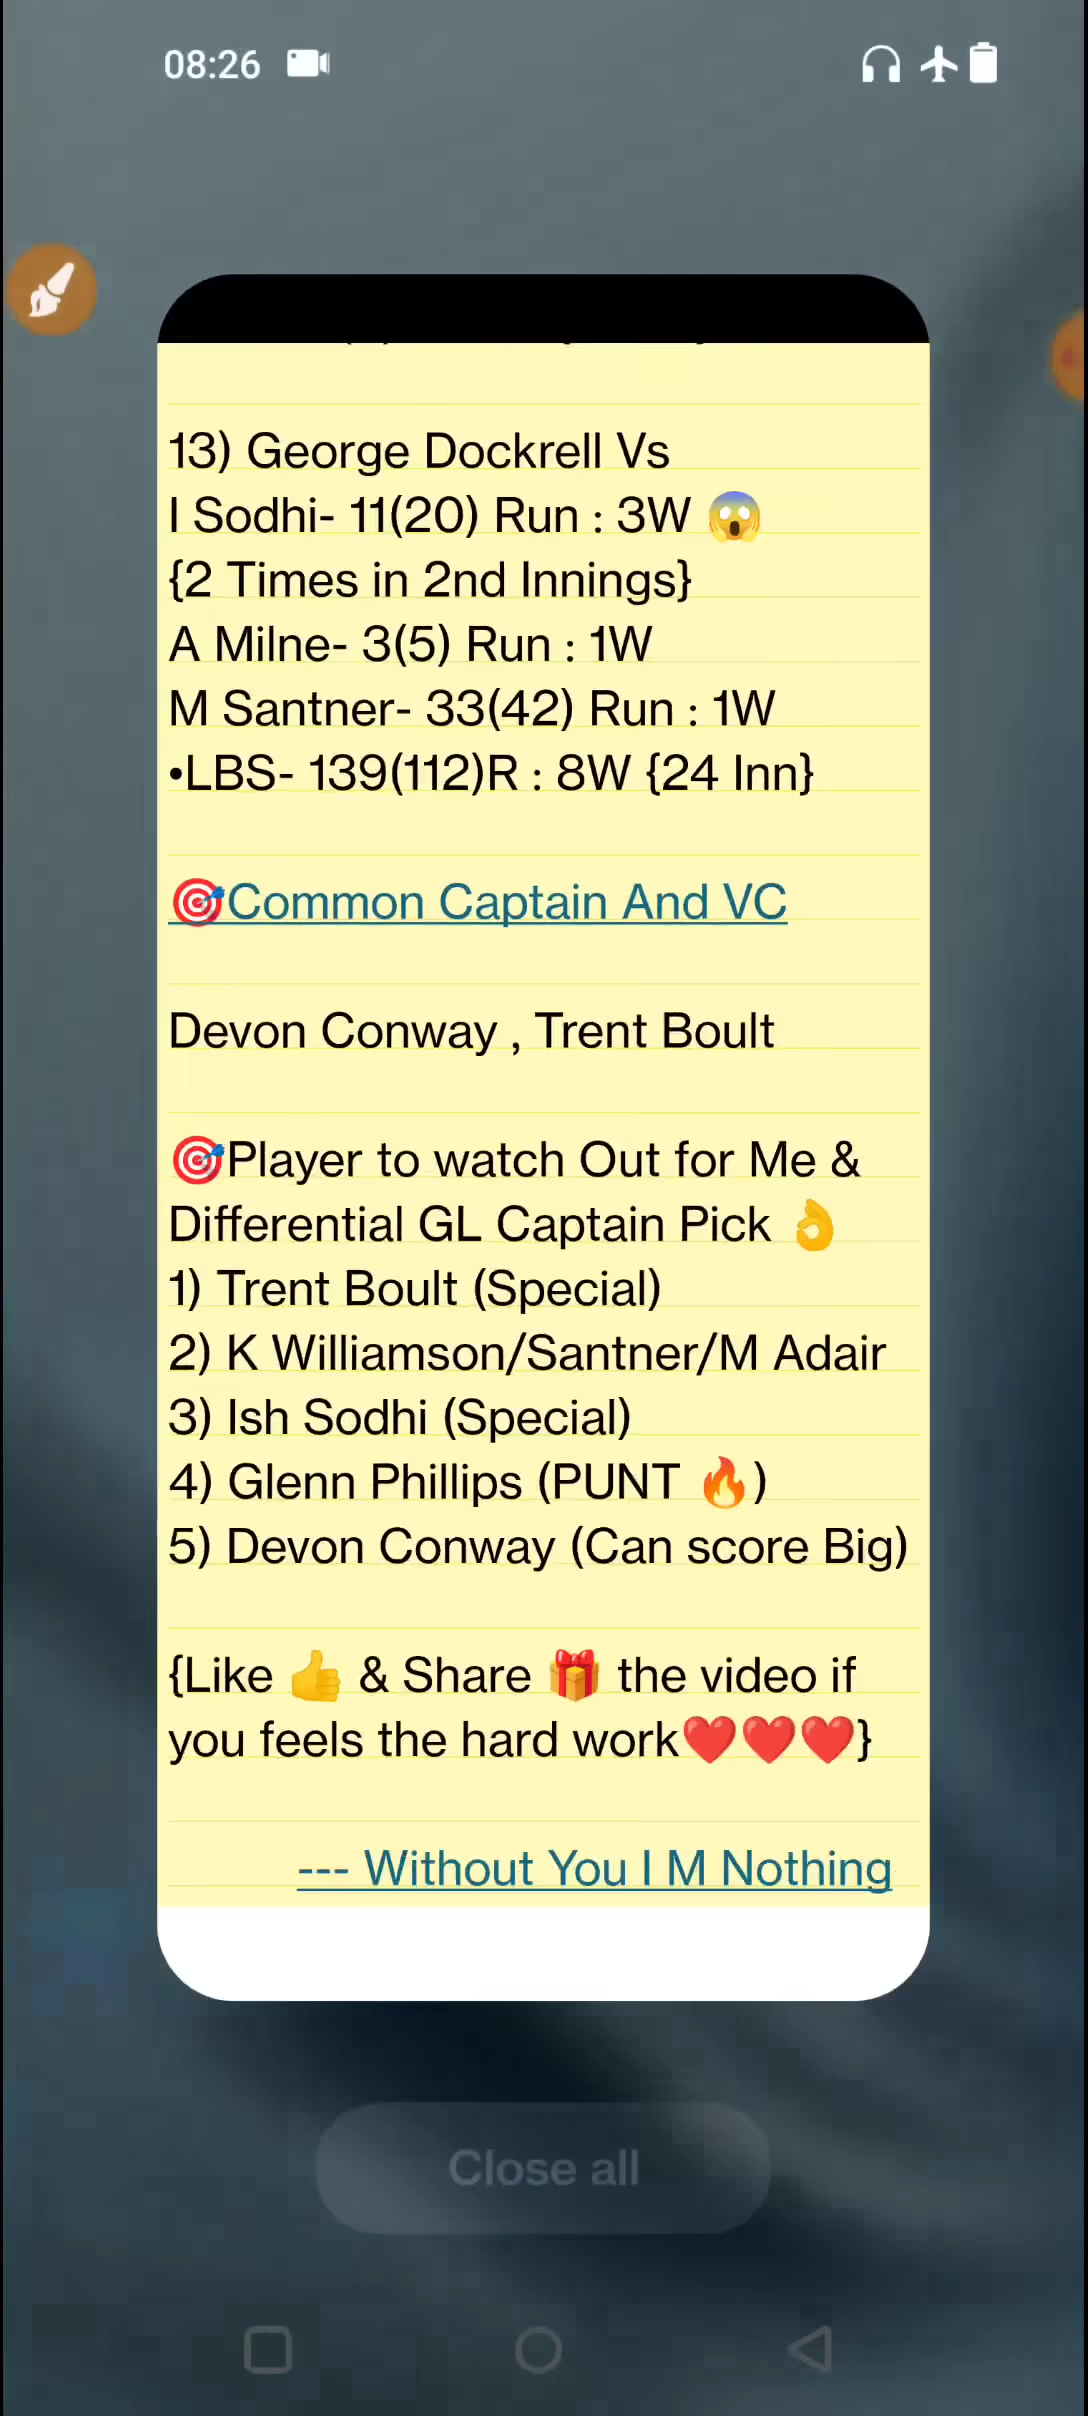 08:26
13) George Dockrell Vs
I Sodhi- 11(20) Run : 3W 😱
{2 Times in 2nd Innings}
A Milne- 3(5) Run : 1W
M Santner- 33(42) Run : 1W
•LBS- 139(112)R : 8W {24 Inn}
🎯Common Captain And VC
Devon Conway , Trent Boult
🎯Player to watch Out for Me &
Differential GL Captain Pick 👌
1) Trent Boult (Special)
2) K Williamson/Santner/M Adair
3) Ish Sodhi (Special)
4) Glenn Phillips (PUNT 🔥)
5) Devon Conway (Can score Big)
{Like 👍 & Share 🎁 the video if
you feels the hard work❤️❤️❤️}
--- Without You I M Nothing
Close all